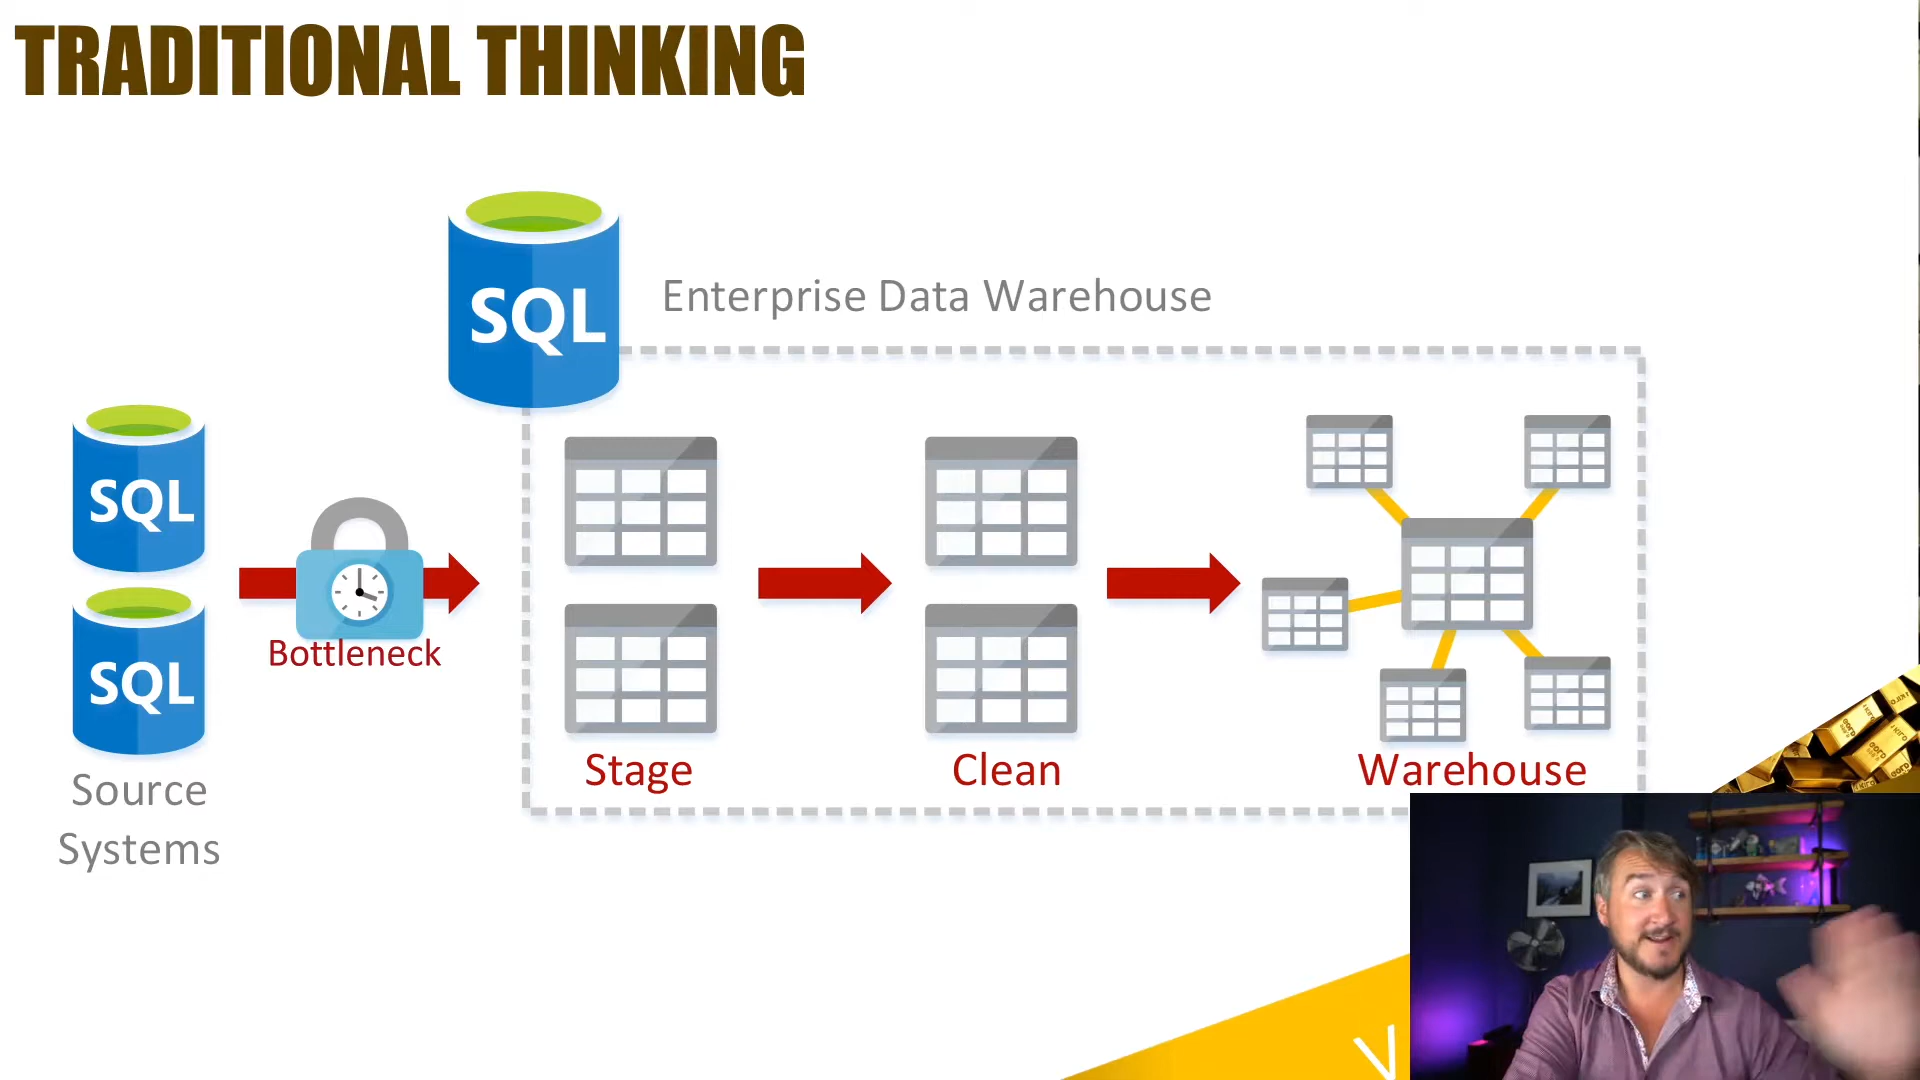 TRADITIONAL THINKING
SQL
Enterprise Data Warehouse
SQL
SQL
Bottleneck
Source
Systems
Stage
Clean
Warehouse
V